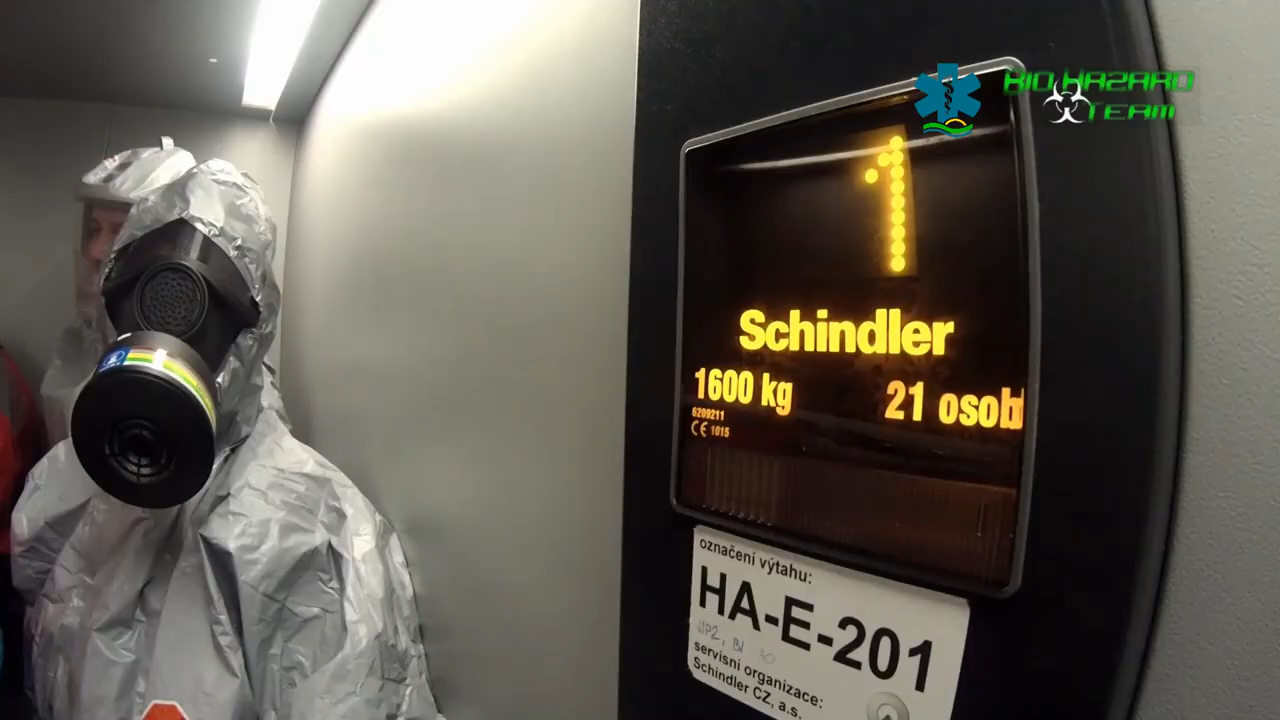 BIO HAZARD
TEAM
1
Schindler
1600 kg
21 osob
6209211
CE 1015
označení výtahu:
HA-E-201
servisní organizace:
Schindler CZ, a.s.